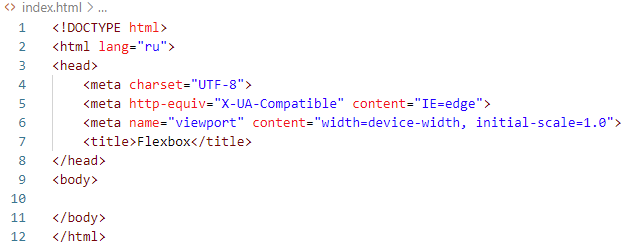 index.html > ...
1 <!DOCTYPE html>
2 <html lang="ru">
3 <head>
4     <meta charset="UTF-8">
5     <meta http-equiv="X-UA-Compatible" content="IE=edge">
6     <meta name="viewport" content="width=device-width, initial-scale=1.0">
7     <title>Flexbox</title>
8 </head>
9 <body>
10
11 </body>
12 </html>